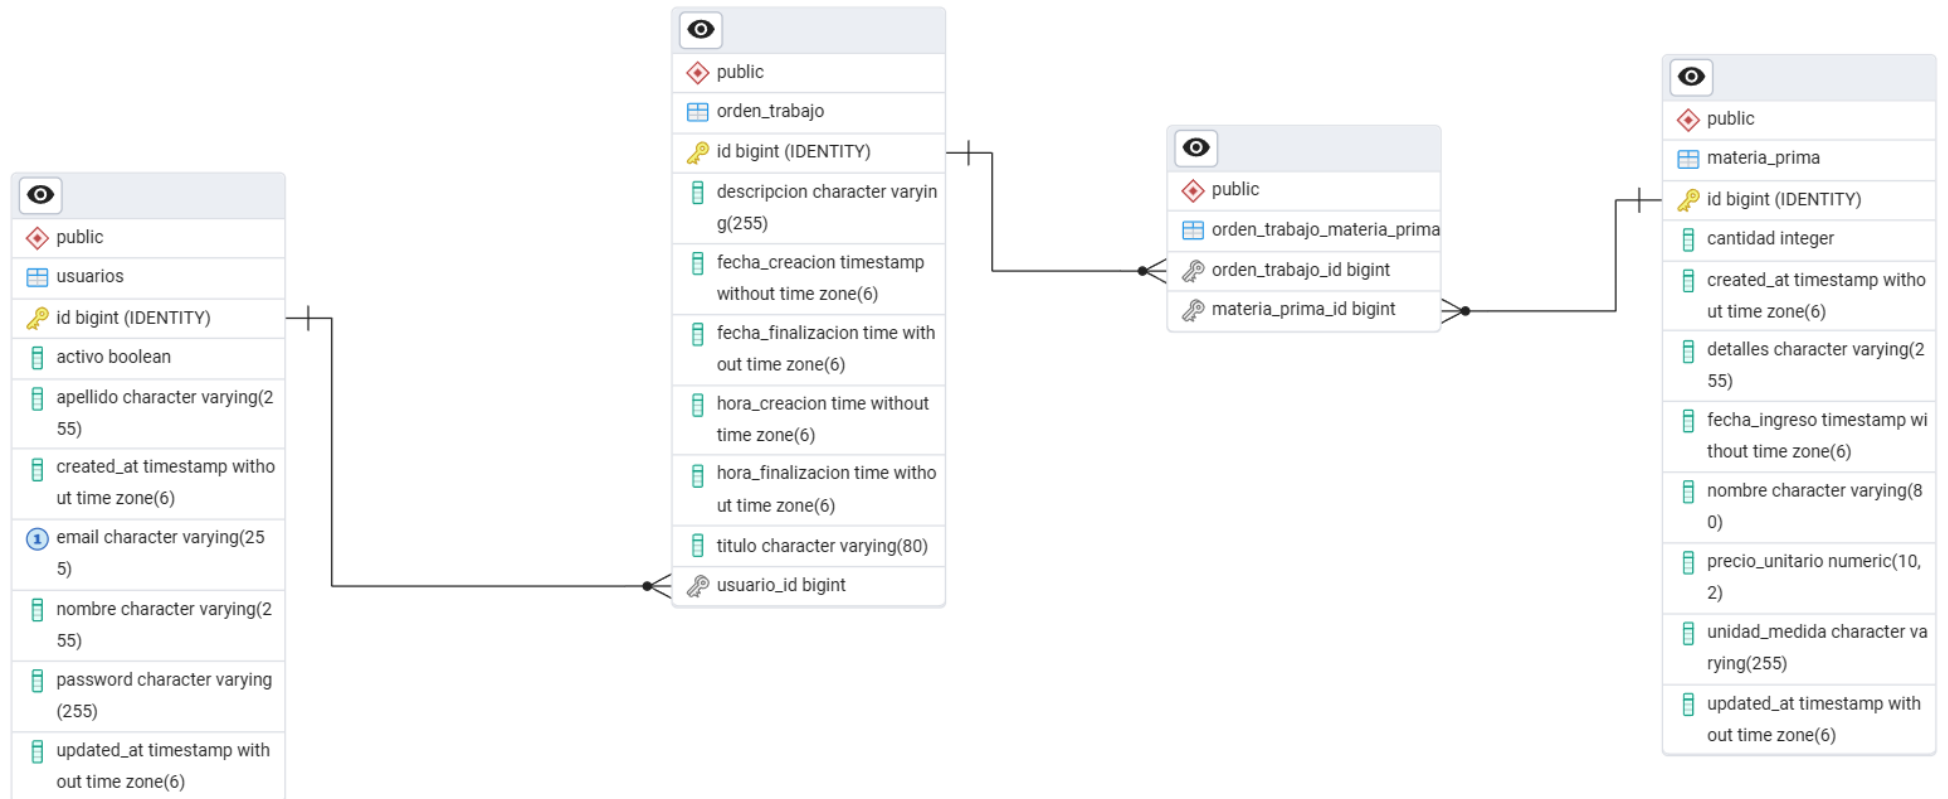 public
usuarios
id bigint (IDENTITY)
activo boolean
apellido character varying(2
55)
created_at timestamp witho
ut time zone(6)
1
email character varying(25
5)
nombre character varying(2
55)
password character varying
(255)
updated_at timestamp with
out time zone(6)
public
orden_trabajo
id bigint (IDENTITY)
descripcion character varyin
g(255)
fecha_creacion timestamp
without time zone(6)
fecha_finalizacion time with
out time zone(6)
hora_creacion time without
time zone(6)
hora_finalizacion time witho
ut time zone(6)
titulo character varying(80)
usuario_id bigint
public
orden_trabajo_materia_prima
orden_trabajo_id bigint
materia_prima_id bigint
public
materia_prima
id bigint (IDENTITY)
cantidad integer
created_at timestamp witho
ut time zone(6)
detalles character varying(2
55)
fecha_ingreso timestamp wi
thout time zone(6)
nombre character varying(8
0)
precio_unitario numeric(10,
2)
unidad_medida character va
rying(255)
updated_at timestamp with
out time zone(6)